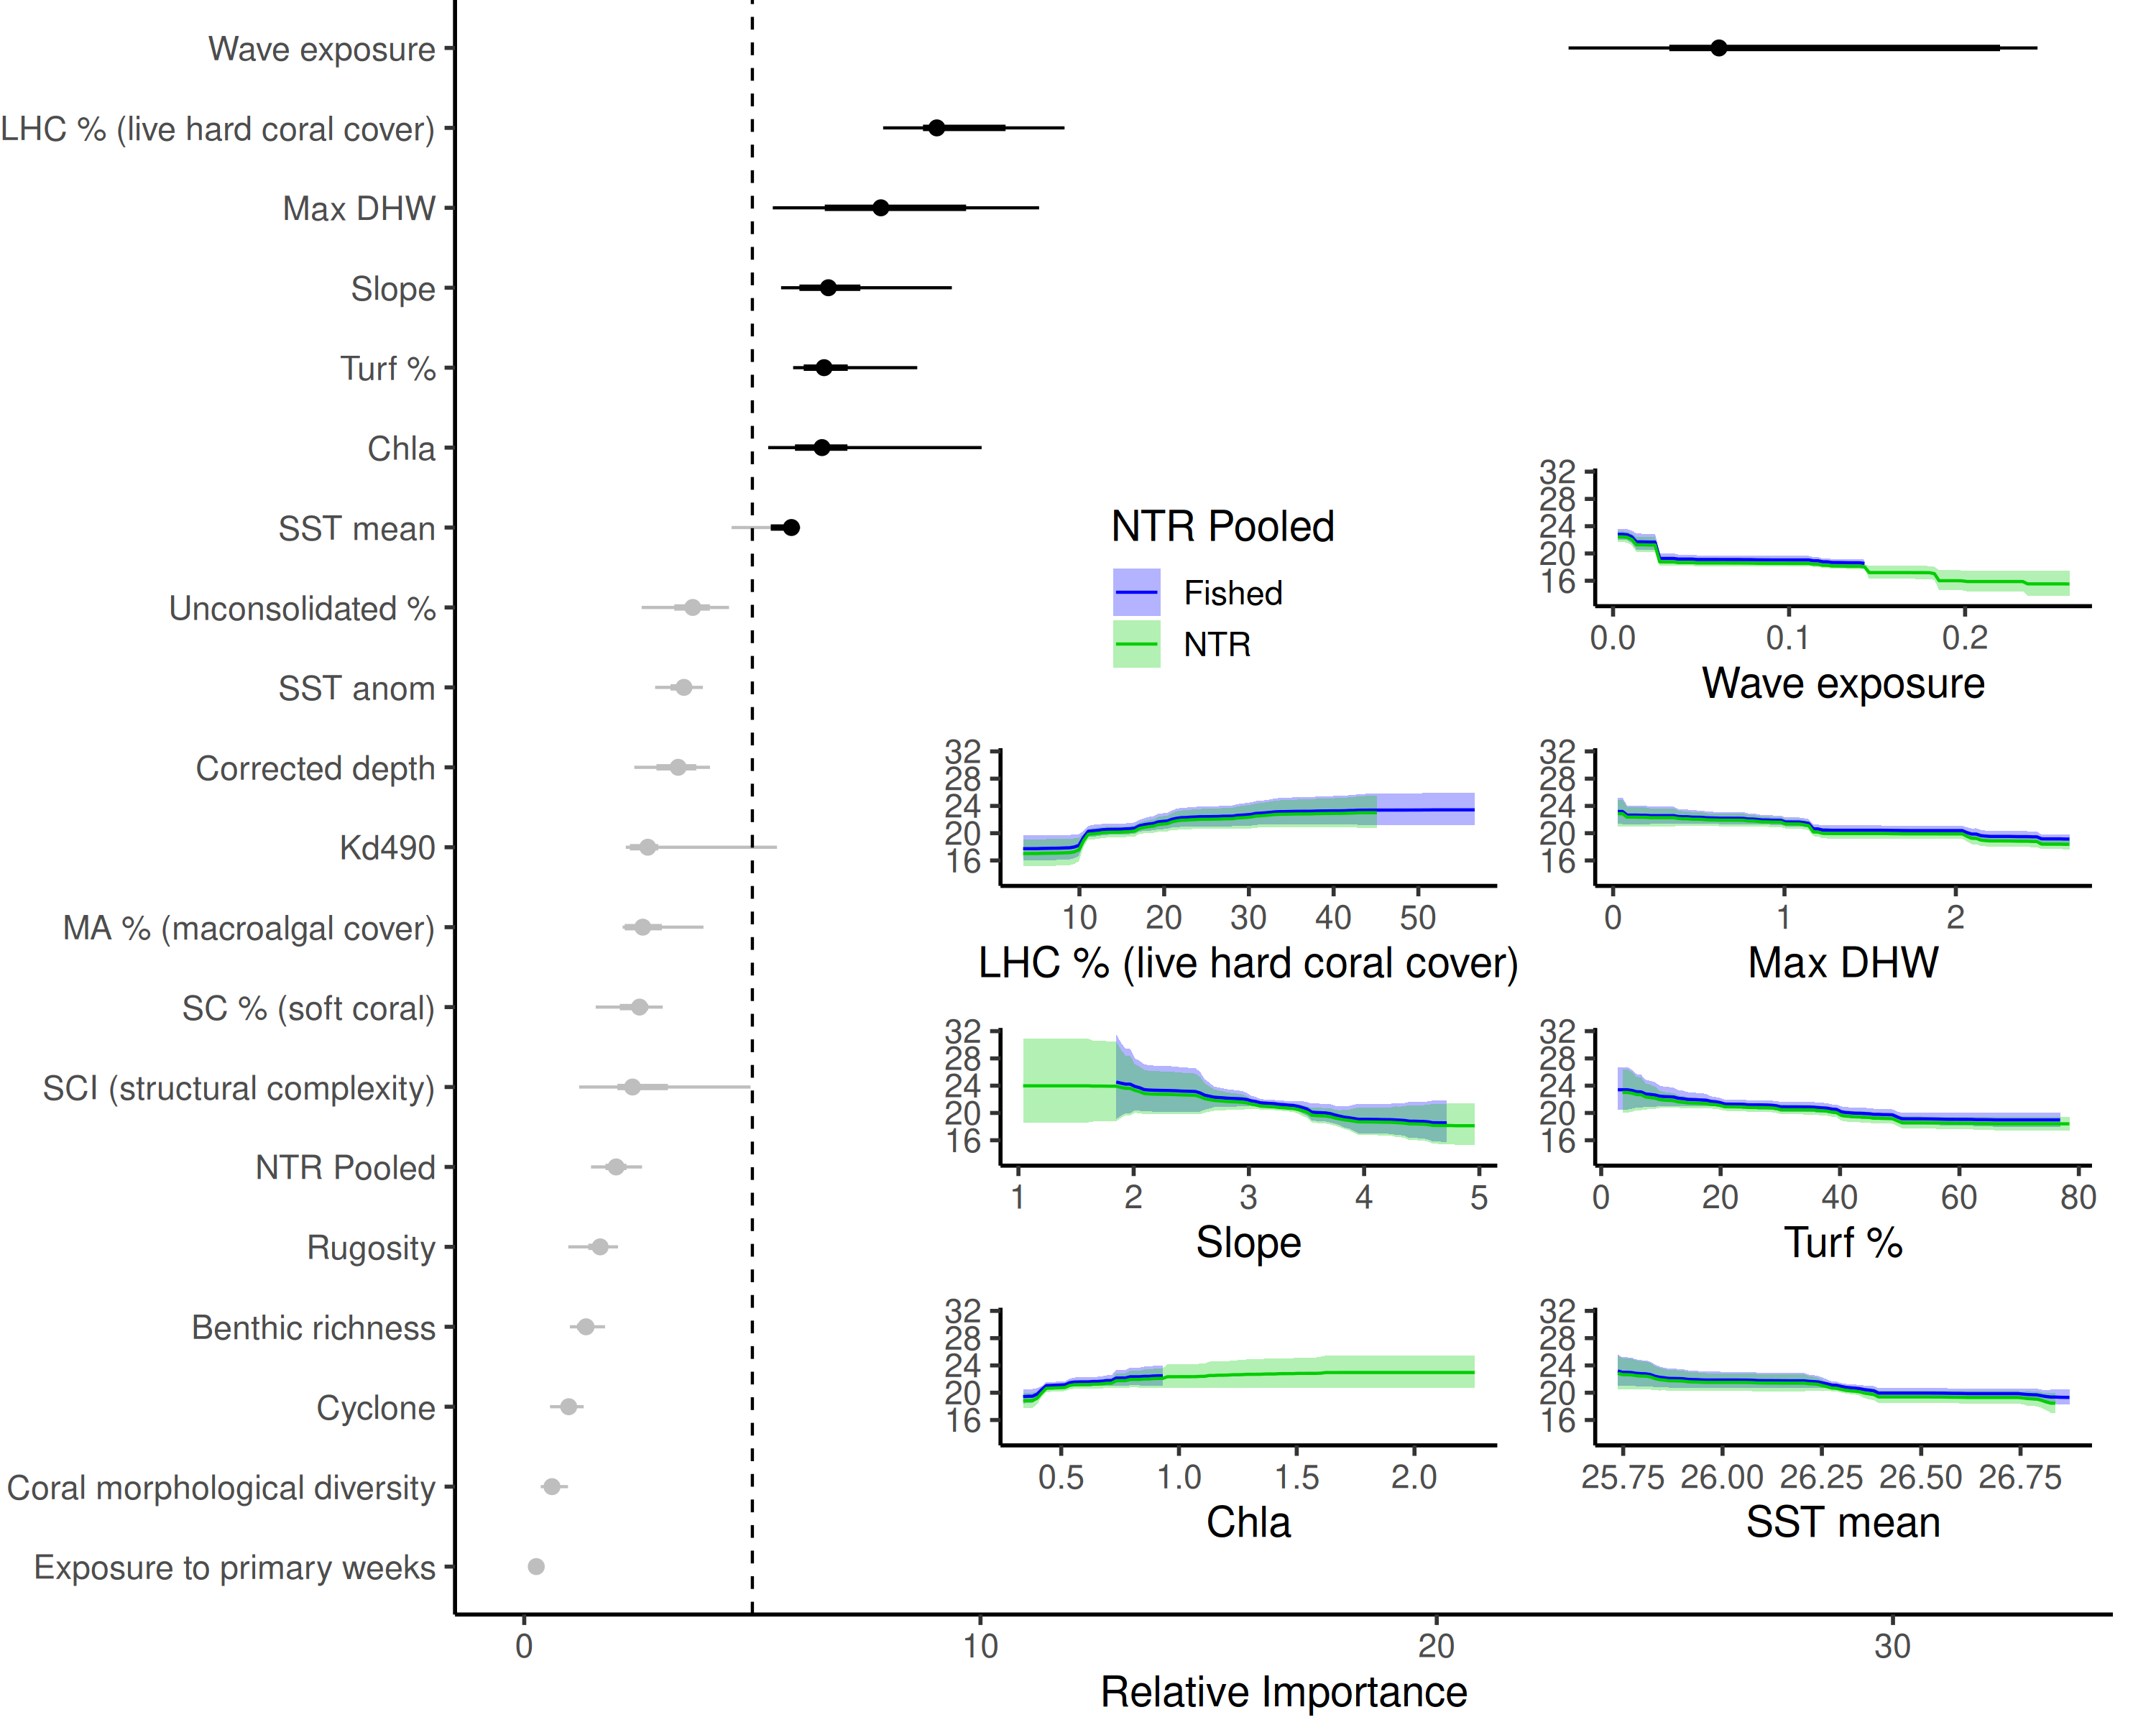 Wave exposure
LHC % (live hard coral cover)
Max DHW
Slope
Turf %
Chla
SST mean
Unconsolidated %
SST anom
Corrected depth
Kd490
MA % (macroalgal cover)
SC % (soft coral)
SCI (structural complexity)
NTR Pooled
Rugosity
Benthic richness
Cyclone
Coral morphological diversity
Exposure to primary weeks
0 10 20 30
Relative Importance
NTR Pooled
Fished
NTR
32
28
24
20
16
0.0 0.1 0.2
Wave exposure
32
28
24
20
16
10 20 30 40 50
LHC % (live hard coral cover)
32
28
24
20
16
0 1 2
Max DHW
32
28
24
20
16
1 2 3 4 5
Slope
32
28
24
20
16
0 20 40 60 80
Turf %
32
28
24
20
16
0.5 1.0 1.5 2.0
Chla
32
28
24
20
16
25.75 26.00 26.25 26.50 26.75
SST mean